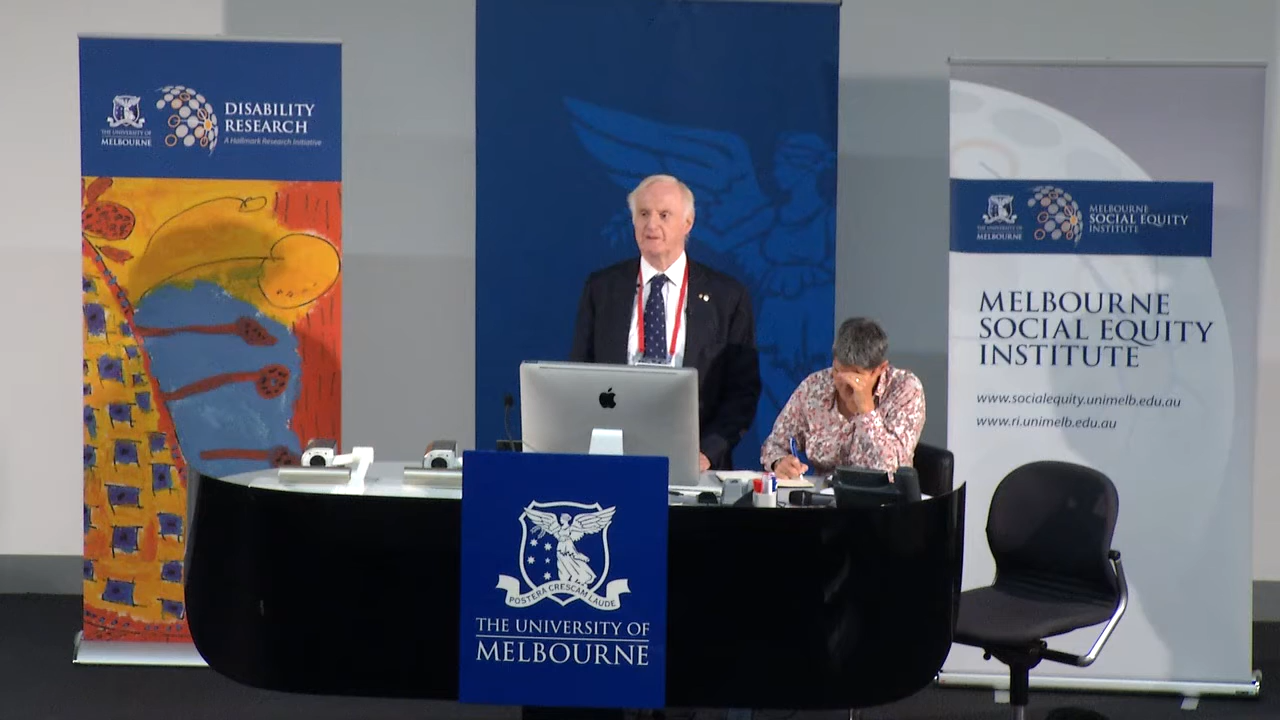 THE UNIVERSITY OF
MELBOURNE
DISABILITY
RESEARCH
A Hallmark Research Initiative
THE UNIVERSITY OF
MELBOURNE
MELBOURNE
SOCIAL EQUITY
INSTITUTE
MELBOURNE
SOCIAL EQUITY
INSTITUTE
www.socialequity.unimelb.edu.au
www.ri.unimelb.edu.au
POSTERA CRESCAM LAUDE
THE UNIVERSITY OF
MELBOURNE